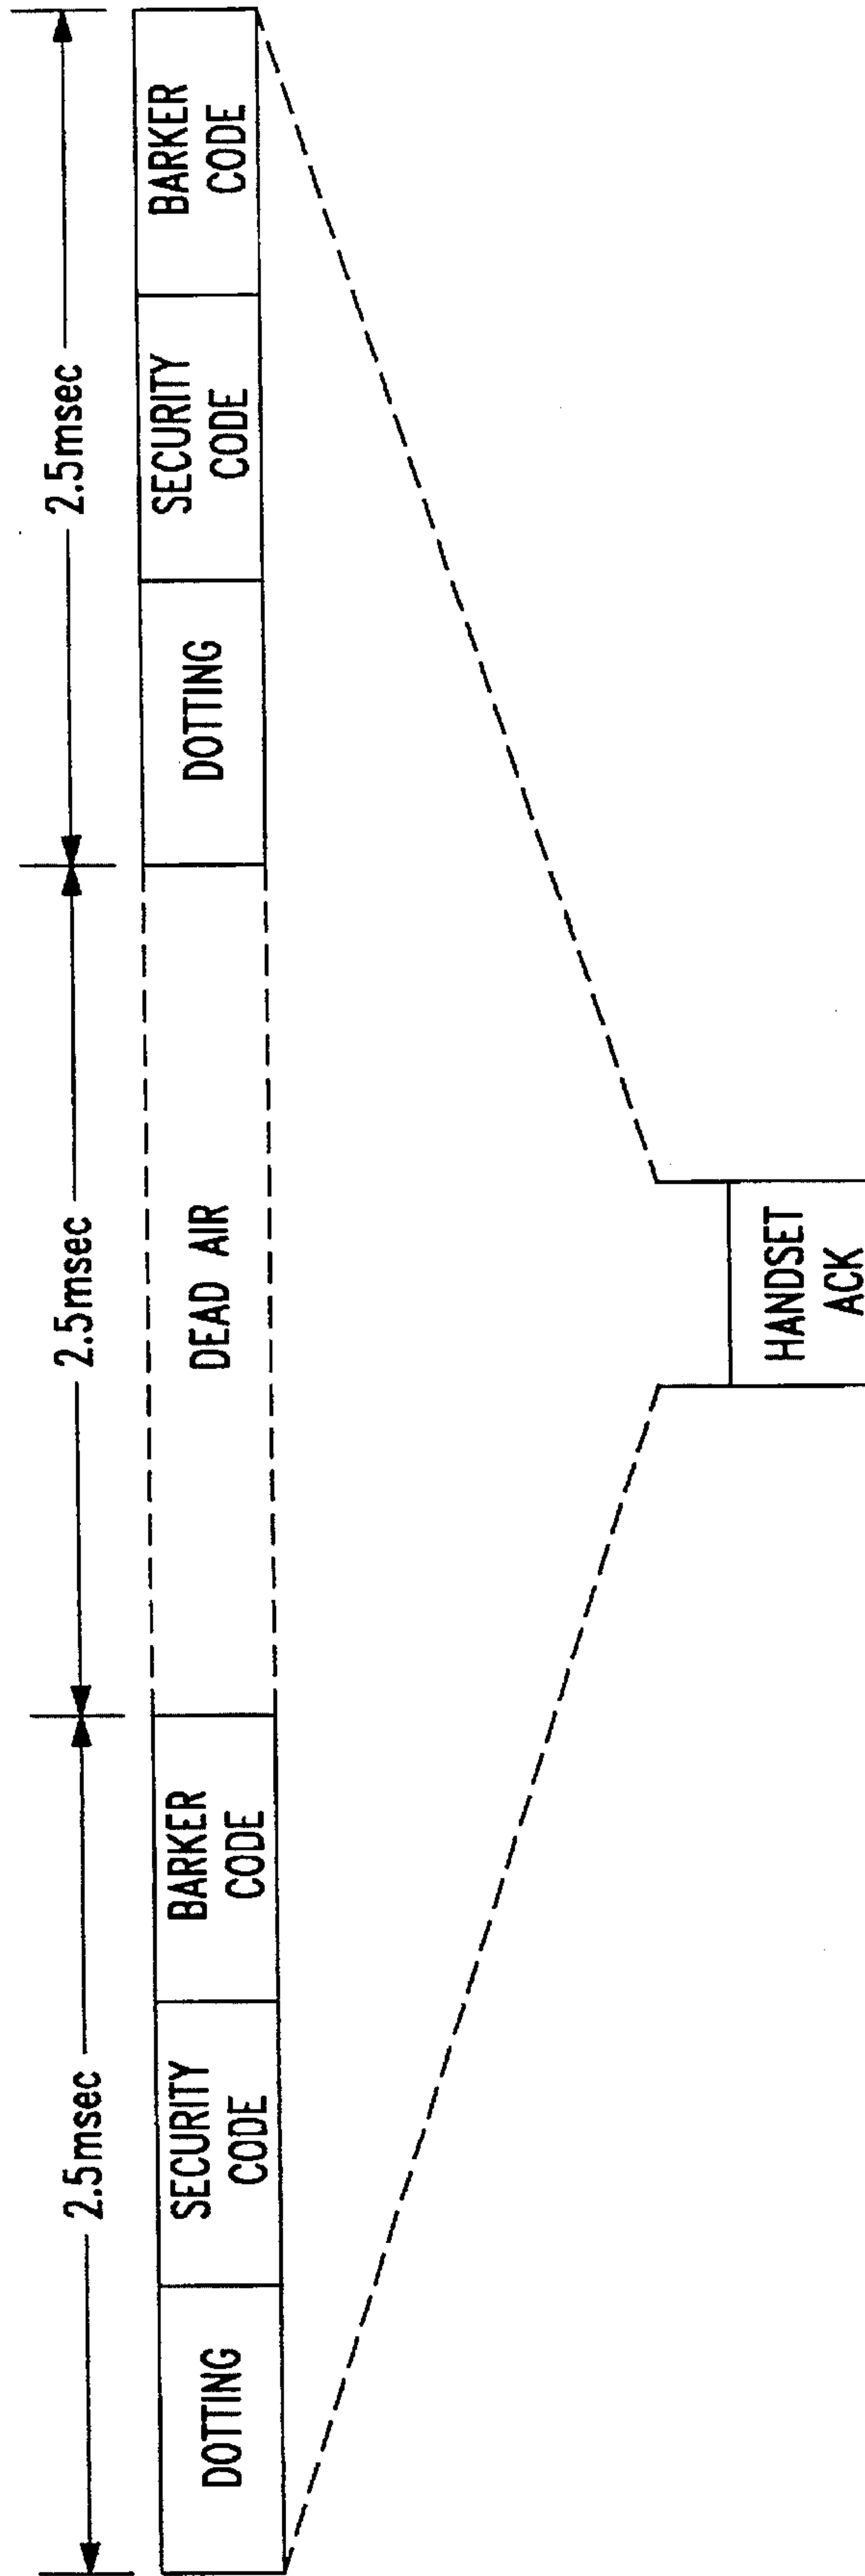 2.5msec
2.5msec
2.5msec
DOTTING
SECURITY
CODE
BARKER
CODE
DEAD AIR
DOTTING
SECURITY
CODE
BARKER
CODE
HANDSET
ACK